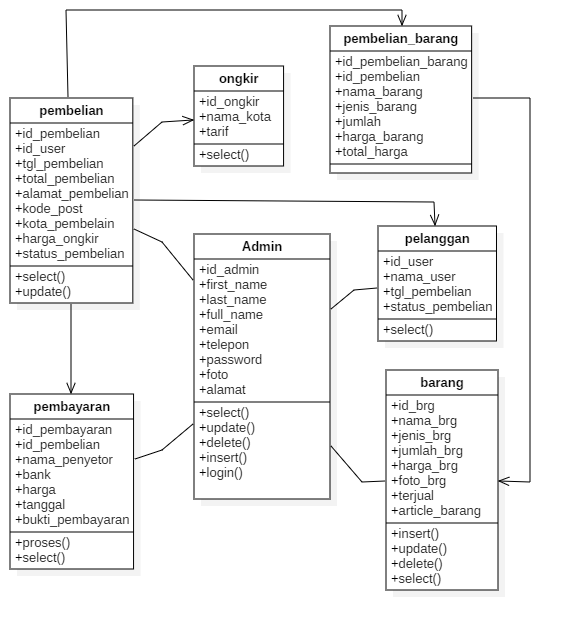 pembelian_barang
+id_pembelian_barang
+id_pembelian
+nama_barang
+jenis_barang
+jumlah
+harga_barang
+total_harga
ongkir
+id_ongkir
+nama_kota
+tarif
+select()
pembelian
+id_pembelian
+id_user
+tgl_pembelian
+total_pembelian
+alamat_pembelian
+kode_post
+kota_pembelain
+harga_ongkir
+status_pembelian
+select()
+update()
pelanggan
+id_user
+nama_user
+tgl_pembelian
+status_pembelian
+select()
Admin
+id_admin
+first_name
+last_name
+full_name
+email
+telepon
+password
+foto
+alamat
+select()
+update()
+delete()
+insert()
+login()
barang
+id_brg
+nama_brg
+jenis_brg
+jumlah_brg
+harga_brg
+foto_brg
+terjual
+article_barang
+insert()
+update()
+delete()
+select()
pembayaran
+id_pembayaran
+id_pembelian
+nama_penyetor
+bank
+harga
+tanggal
+bukti_pembayaran
+proses()
+select()